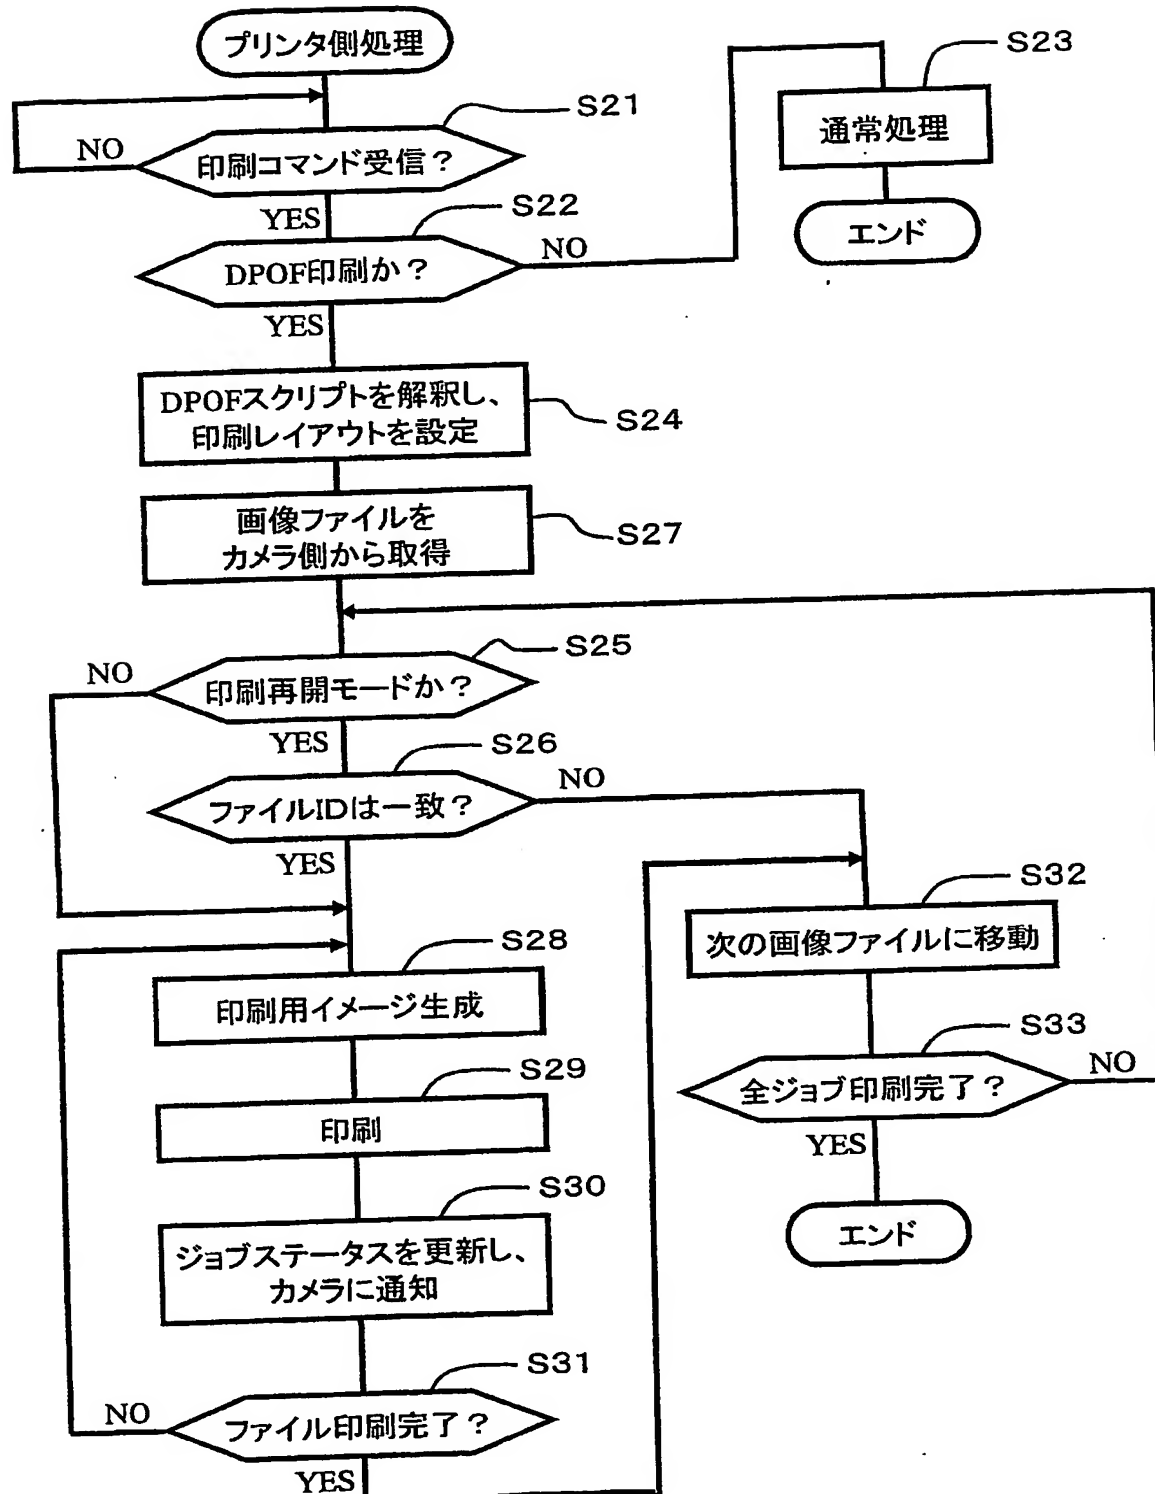 プリンタ側処理
S21
NO
印刷コマンド受信?
YES
S22
DPOF印刷か?
NO
S23
通常処理
エンド
YES
DPOFスクリプトを解釈し、
印刷レイアウトを設定
S24
画像ファイルを
カメラ側から取得
S27
S25
NO
印刷再開モードか?
YES
S26
ファイルIDは一致?
NO
YES
S28
印刷用イメージ生成
S29
印刷
S30
ジョブステータスを更新し、
カメラに通知
S31
NO
ファイル印刷完了?
YES
S32
次の画像ファイルに移動
S33
全ジョブ印刷完了?
NO
YES
エンド